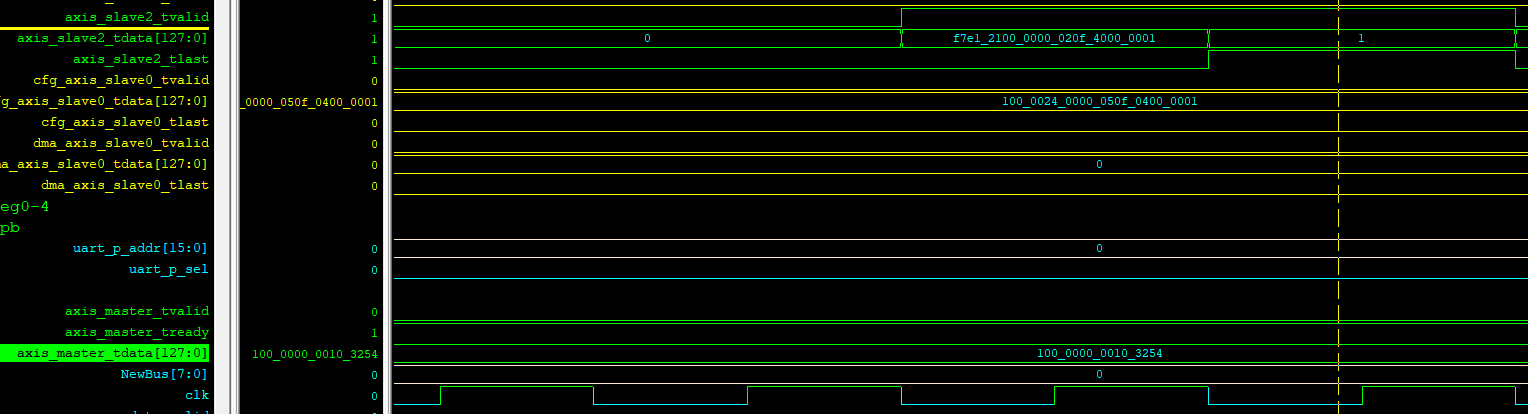 axis_slave2_tvalid 1
axis_slave2_tdata[127:0] 1 0 f7e1_2100_0000_020f_4000_0001 1
axis_slave2_tlast 1
cfg_axis_slave0_tvalid 0
g_axis_slave0_tdata[127:0] _0000_050f_0400_0001 100_0024_0000_050f_0400_0001
cfg_axis_slave0_tlast 0
dma_axis_slave0_tvalid 0
a_axis_slave0_tdata[127:0] 0 0
dma_axis_slave0_tlast 0
eg0-4
pb
uart_p_addr[15:0] 0 0
uart_p_sel 0
axis_master_tvalid 0
axis_master_tready 1
axis_master_tdata[127:0] 100_0000_0010_3254 100_0000_0010_3254
NewBus[7:0] 0 0
clk 0